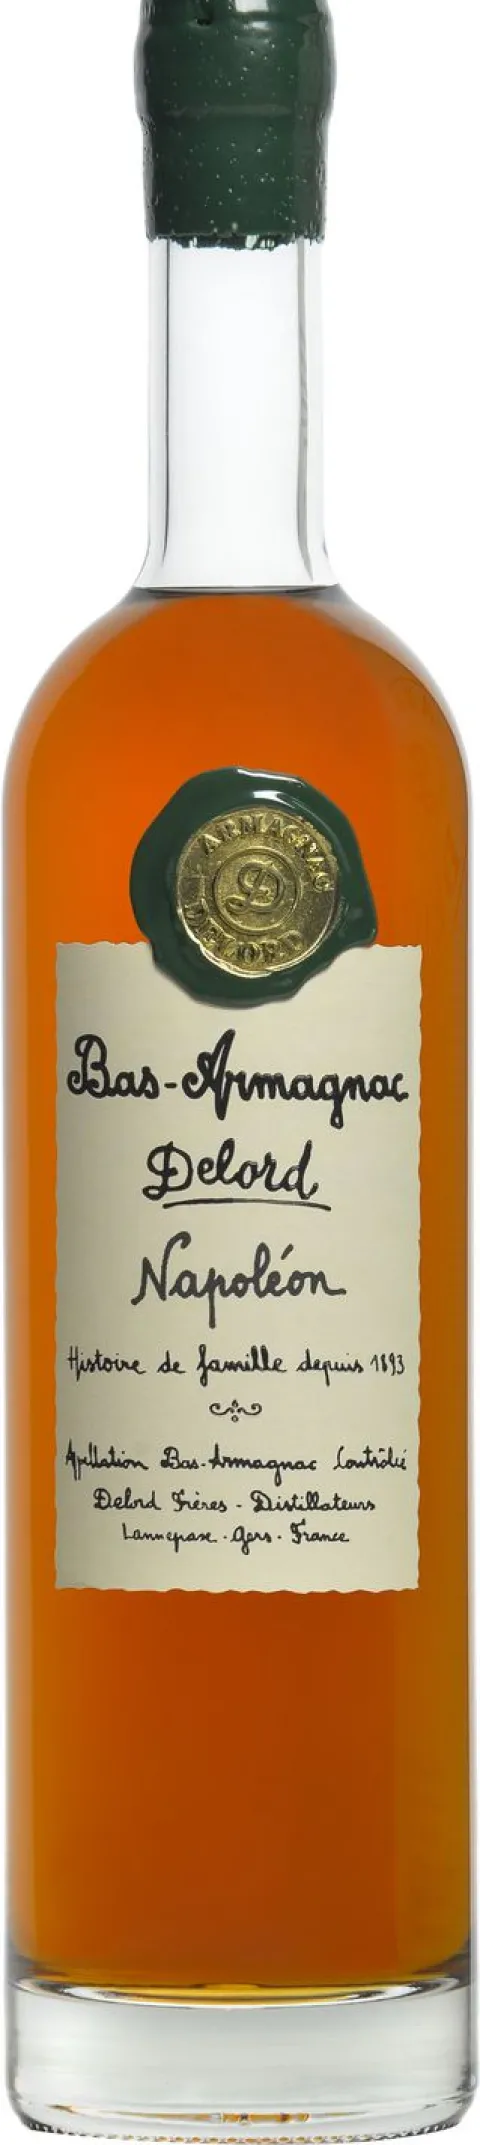 ARMAGNAC
D
DELORD
Bas-Armagnac
Delord
Napoléon
Histoire de famille depuis 1893
Appellation Bas-Armagnac Contrôlée
Delord Frères - Distillateurs
Lannepax - Gers - France